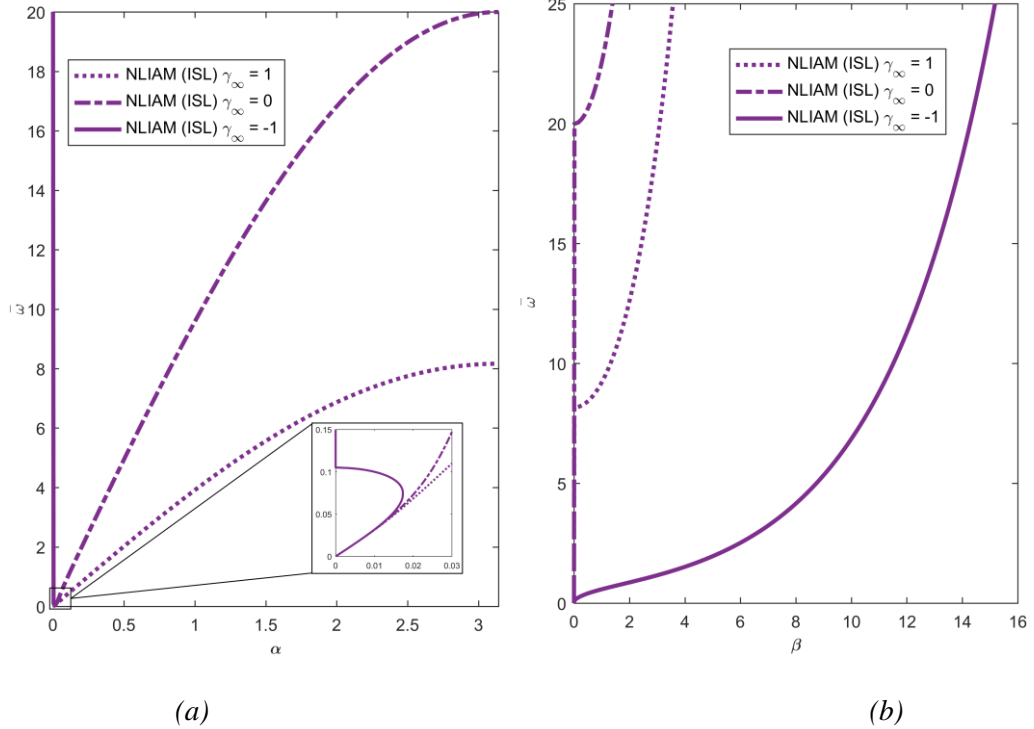 20
18
16
14
12
10
8
6
4
2
0
ω̄
NLIAM (ISL) γ∞ = 1
NLIAM (ISL) γ∞ = 0
NLIAM (ISL) γ∞ = -1
0.15
0.1
0.05
0
0 0.01 0.02 0.03
0 0.5 1 1.5 2 2.5 3
α
(a)
25
20
15
10
5
0
ω̄
NLIAM (ISL) γ∞ = 1
NLIAM (ISL) γ∞ = 0
NLIAM (ISL) γ∞ = -1
0 2 4 6 8 10 12 14 16
β
(b)